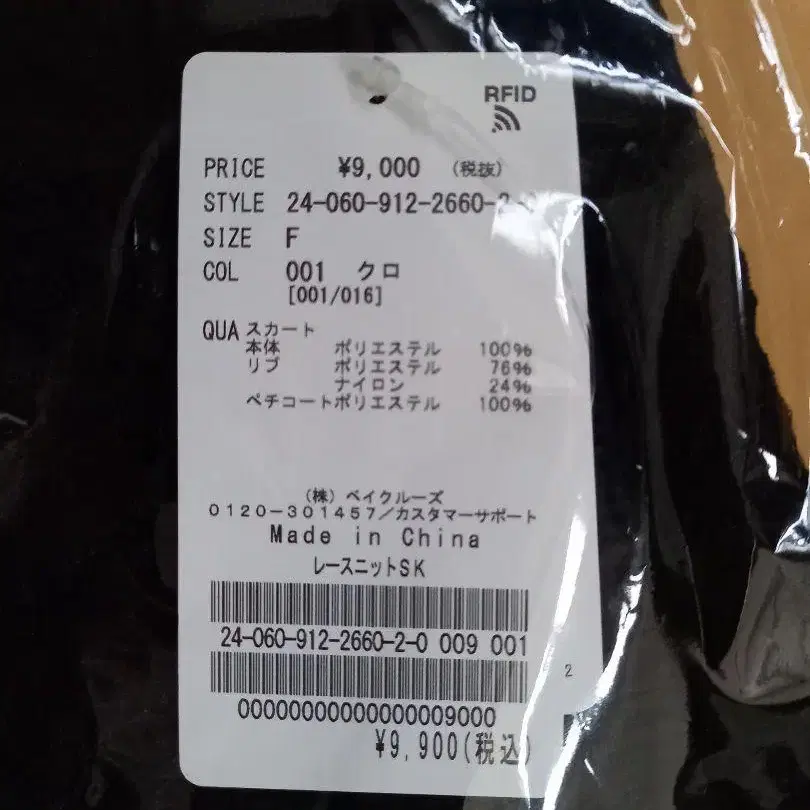 RFID
PRICE ¥9,000 (税抜)
STYLE 24-060-912-2660-2-0
SIZE F
COL 001 クロ
[001/016]
QUA スカート
本体 ポリエステル 100%
リブ ポリエステル 76%
ナイロン 24%
ペチコートポリエステル 100%
(株) ベイクルーズ
0120-301457/カスタマーサポート
Made in China
レースニットSK
24-060-912-2660-2-0 009 001
2
00000000000000009000
¥9,900(税込)